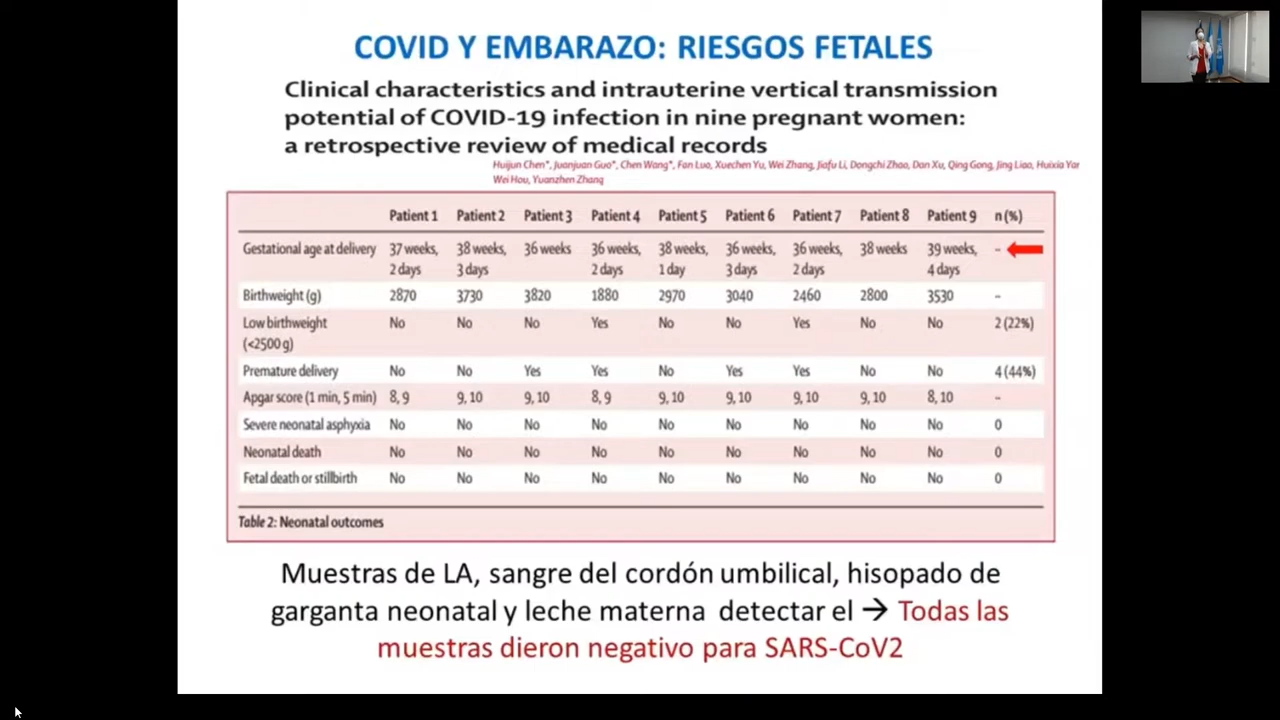 COVID Y EMBARAZO: RIESGOS FETALES
Clinical characteristics and intrauterine vertical transmission
potential of COVID-19 infection in nine pregnant women:
a retrospective review of medical records
Huijun Chen*, Juanjuan Guo*, Chen Wang*, Fan Luo, Xuechen Yu, Wei Zhang, Jiafu Li, Dongchi Zhao, Dan Xu, Qing Gong, Jing Liao, Huixia Yan
Wei Hou, Yuanzhen Zhang
Patient 1 Patient 2 Patient 3 Patient 4 Patient 5 Patient 6 Patient 7 Patient 8 Patient 9 n (%)
Gestational age at delivery 37 weeks, 38 weeks, 36 weeks 36 weeks, 38 weeks, 36 weeks, 36 weeks, 38 weeks 39 weeks, –
2 days 3 days 2 days 1 day 3 days 2 days 4 days
Birthweight (g) 2870 3730 3820 1880 2970 3040 2460 2800 3530 –
Low birthweight No No No Yes No No Yes No No 2 (22%)
(<2500 g)
Premature delivery No No Yes Yes No Yes Yes No No 4 (44%)
Apgar score (1 min, 5 min) 8, 9 9, 10 9, 10 8, 9 9, 10 9, 10 9, 10 9, 10 8, 10 –
Severe neonatal asphyxia No No No No No No No No No 0
Neonatal death No No No No No No No No No 0
Fetal death or stillbirth No No No No No No No No No 0
Table 2: Neonatal outcomes
Muestras de LA, sangre del cordón umbilical, hisopado de
garganta neonatal y leche materna detectar el → Todas las
muestras dieron negativo para SARS-CoV2